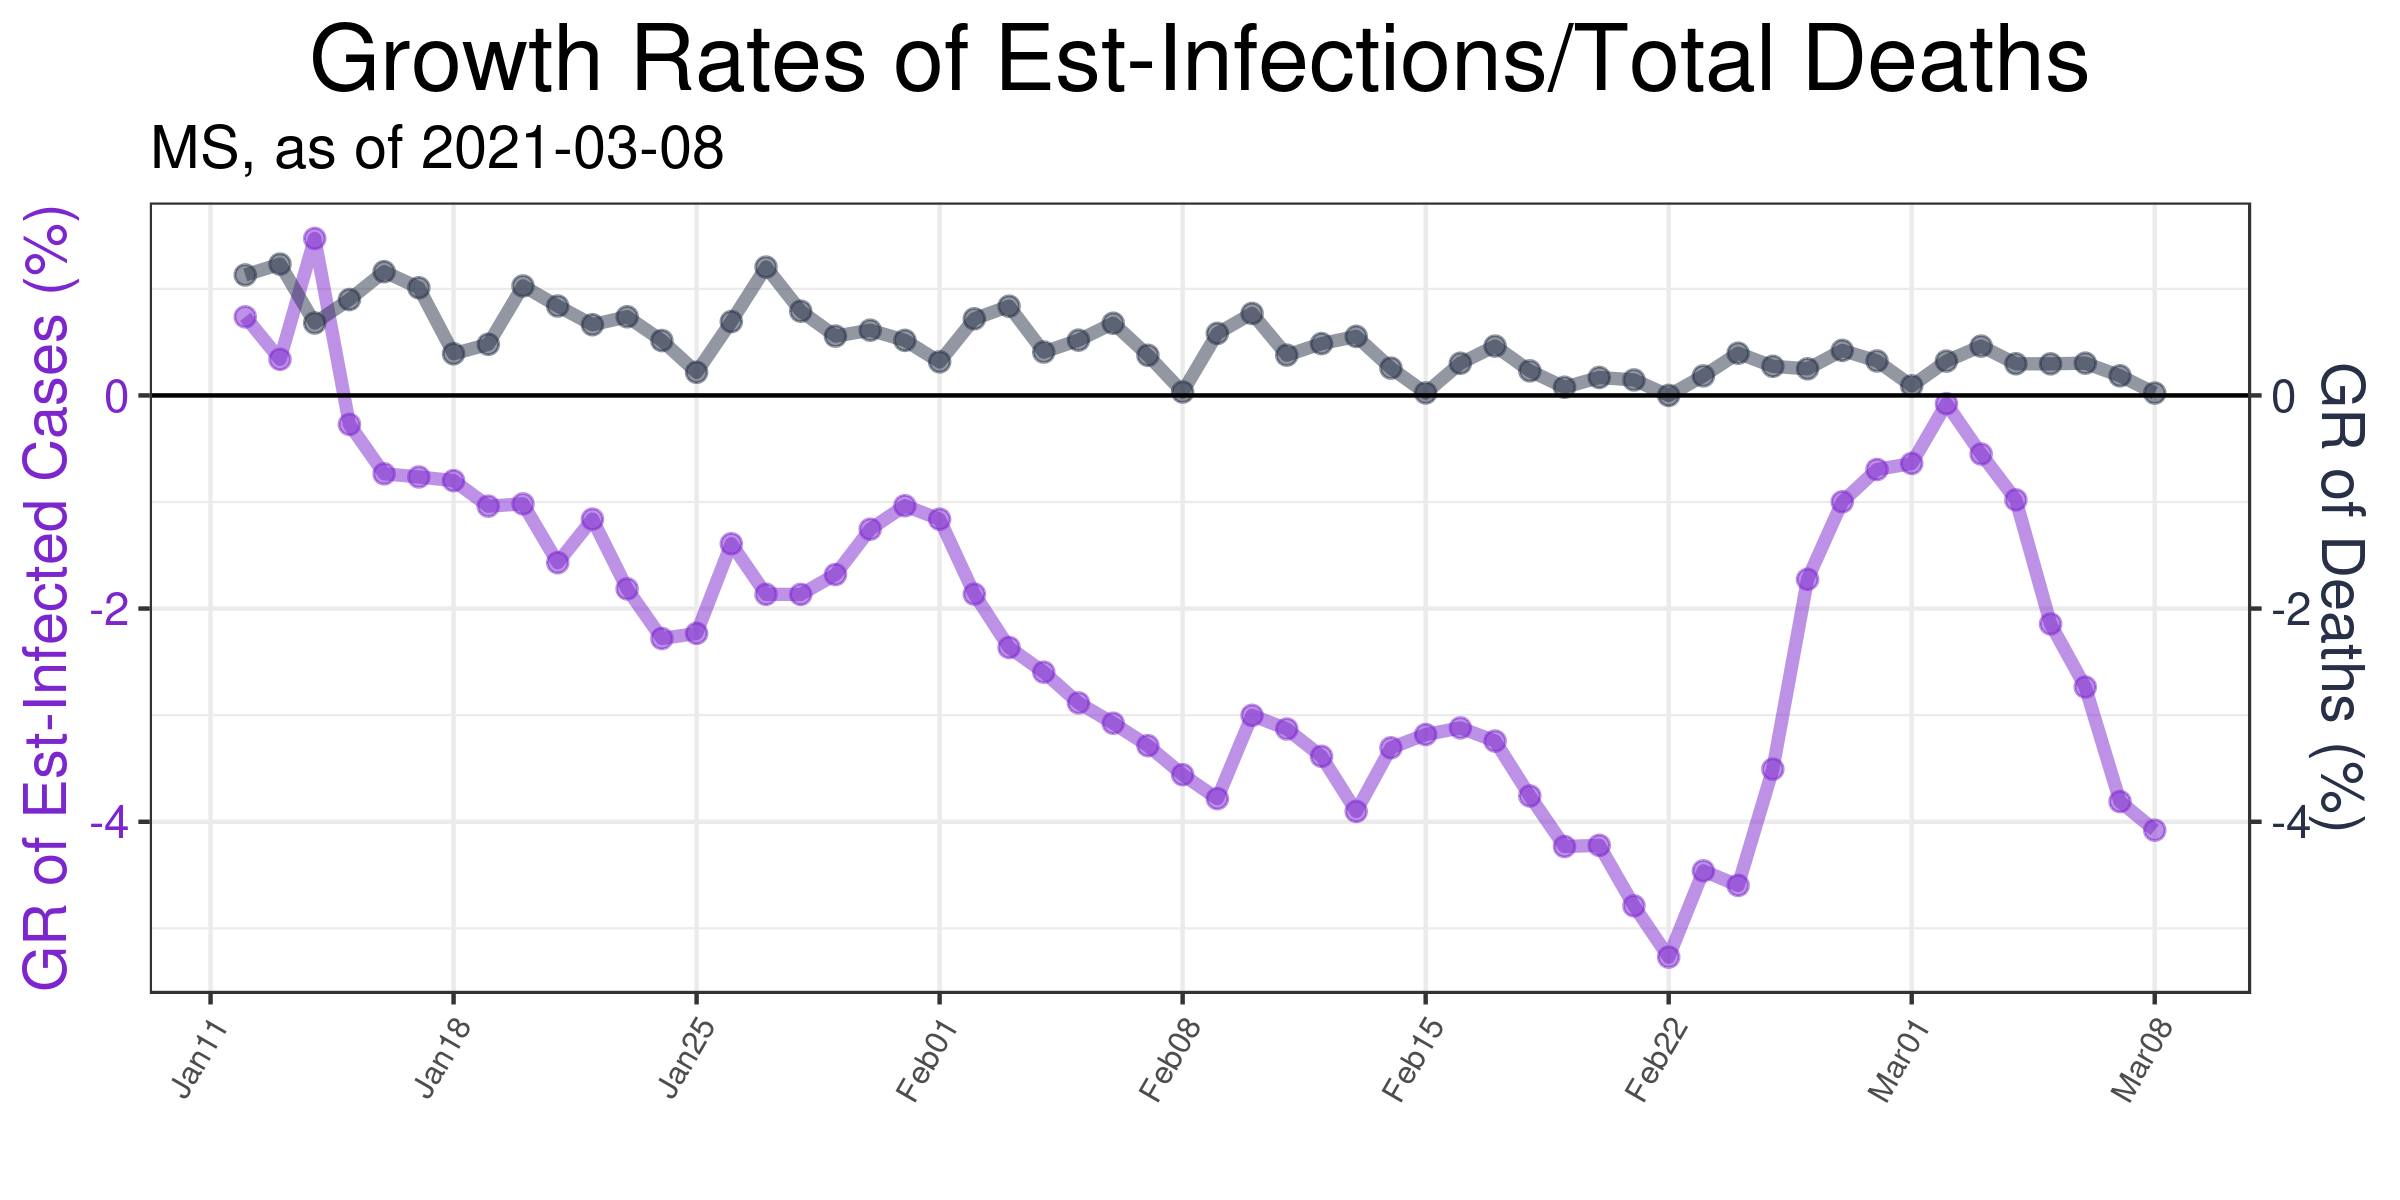 Growth Rates of Est-Infections/Total Deaths
MS, as of 2021-03-08
GR of Est-Infected Cases (%)
0
-2
-4
0
-2
-4
GR of Deaths (%)
Jan11
Jan18
Jan25
Feb01
Feb08
Feb15
Feb22
Mar01
Mar08